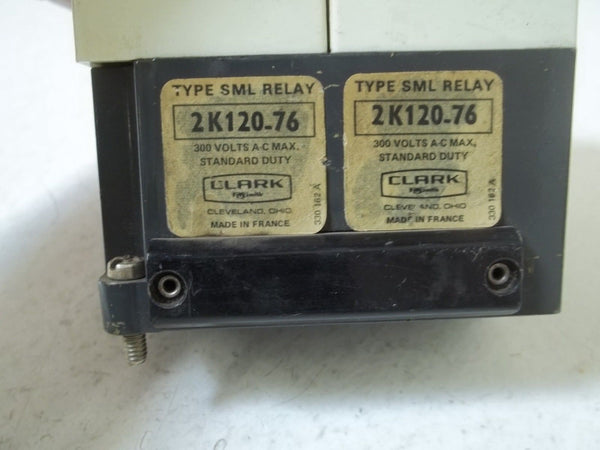 TYPE SML RELAY
2K120-76
300 VOLTS A-C MAX.
STANDARD DUTY
CLARK
CLEVELAND, OHIO
MADE IN FRANCE
330 162 A
TYPE SML RELAY
2K120-76
300 VOLTS A-C MAX.
STANDARD DUTY
CLARK
CLEVELAND, OHIO
MADE IN FRANCE
330 162 A